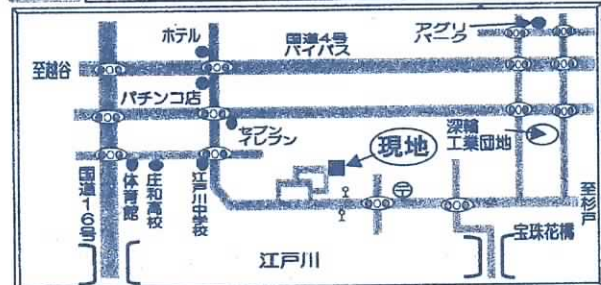 ホテル
国道4号
バイパス
アグリ
パーク
至越谷
パチンコ店
セブン
イレブン
現地
深輪
工業団地
国道16号
体育館
庄和高校
江戸川中学校
〒
至杉戸
宝珠花橋
江戸川